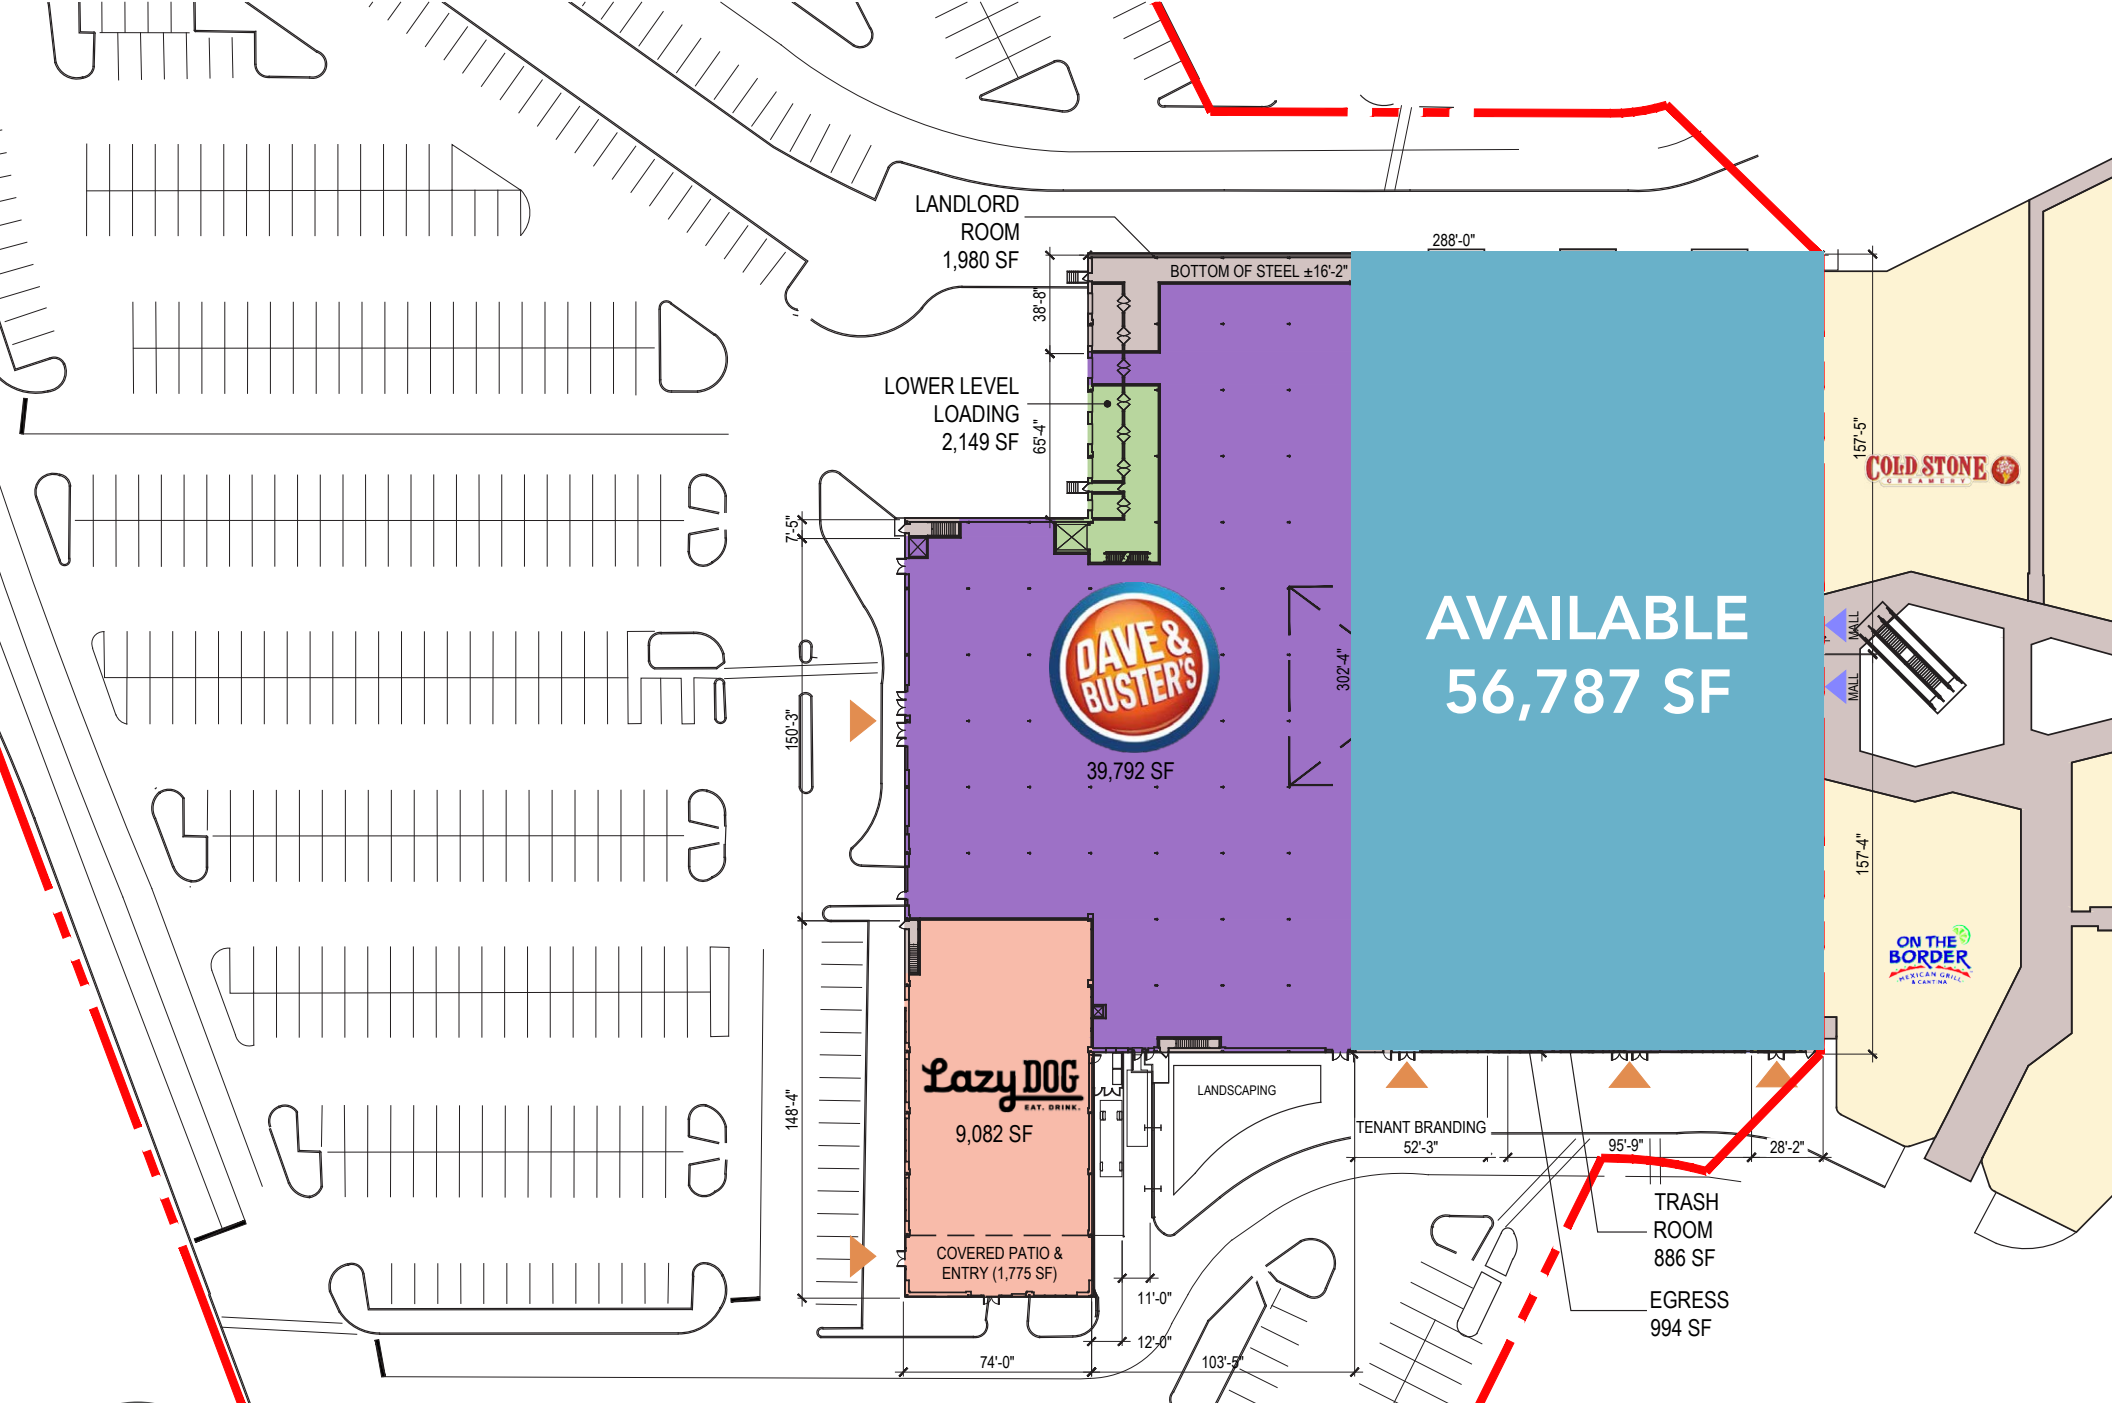 LANDLORD
ROOM
1,980 SF
288'-0"
BOTTOM OF STEEL ±16'-2"
38'-8"
LOWER LEVEL
LOADING
2,149 SF
65'-4"
157'-5"
COLD STONE
CREAMERY
7'-5"
DAVE &
BUSTER'S
39,792 SF
302'-4"
AVAILABLE
56,787 SF
MALL
MALL
150'-3"
157'-4"
ON THE
BORDER
MEXICAN GRILL
& CANTINA
Lazy DOG
EAT. DRINK.
9,082 SF
148'-4"
LANDSCAPING
TENANT BRANDING
52'-3"
95'-9"
28'-2"
TRASH
ROOM
886 SF
COVERED PATIO &
ENTRY (1,775 SF)
EGRESS
994 SF
11'-0"
12'-0"
74'-0"
103'-5"